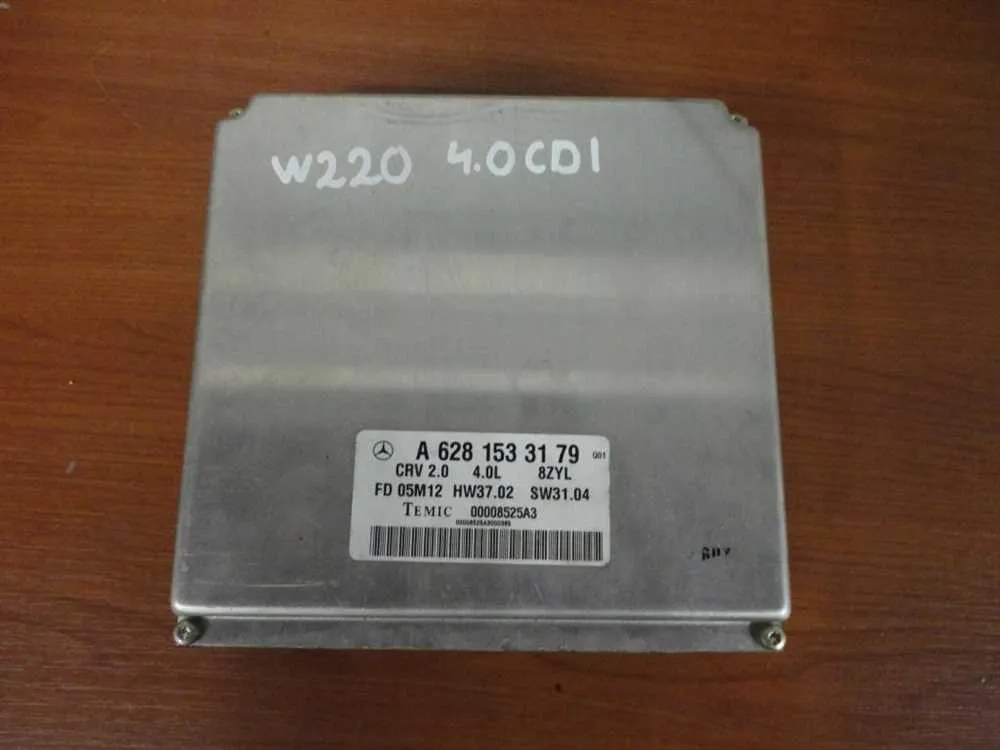 W220 4.0CDI
A 628 153 31 79 Q01
CRV 2.0 4.0L 8ZYL
FD 05M12 HW37.02 SW31.04
TEMIC 00008525A3